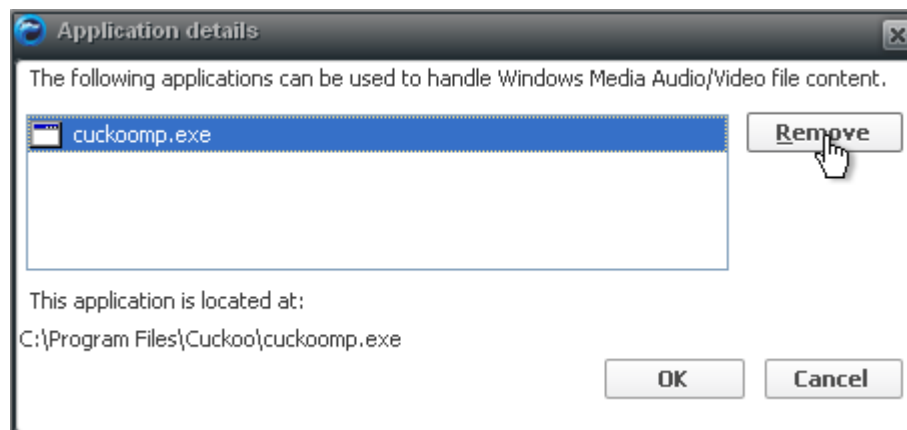 Application details
The following applications can be used to handle Windows Media Audio/Video file content.
cuckoomp.exe
Remove
This application is located at:
C:\Program Files\Cuckoo\cuckoomp.exe
OK
Cancel